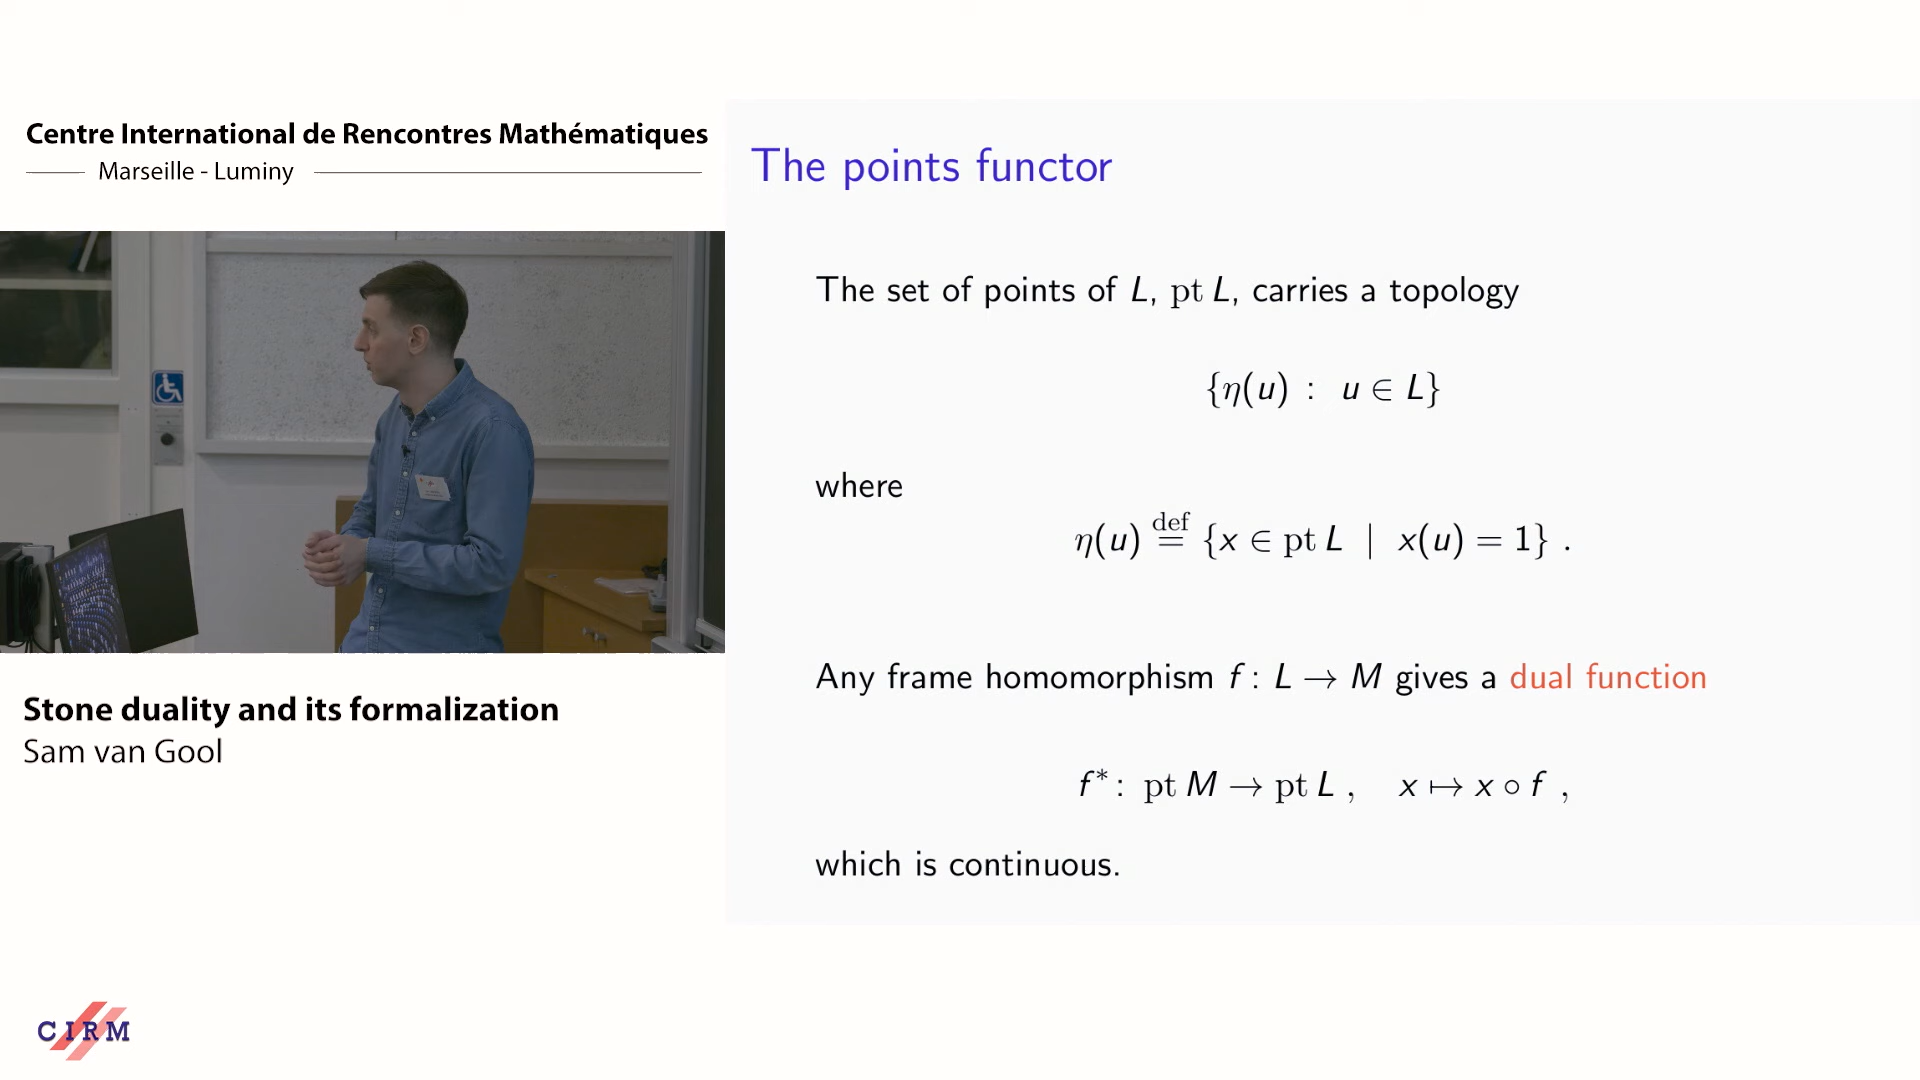 Centre International de Rencontres Mathématiques
Marseille - Luminy
Stone duality and its formalization
Sam van Gool
CIRM
The points functor
The set of points of L, pt L, carries a topology
{η(u) : u ∈ L}
where
η(u) def= {x ∈ pt L | x(u) = 1} .
Any frame homomorphism f : L → M gives a dual function
f* : pt M → pt L , x ↦ x ∘ f ,
which is continuous.